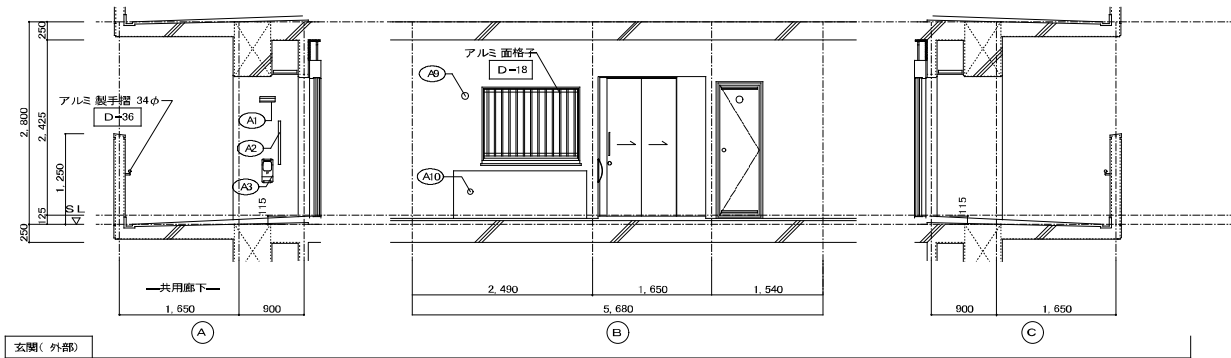 250
2,800
2,425
1,250
125
250
SL
アルミ 製手摺 34φ
D-36
A1
A2
A3
115
共用廊下
1,650
900
A
アルミ 面格子
D-18
A9
A10
2,490
1,650
1,540
5,680
B
115
900
1,650
C
玄関( 外部)